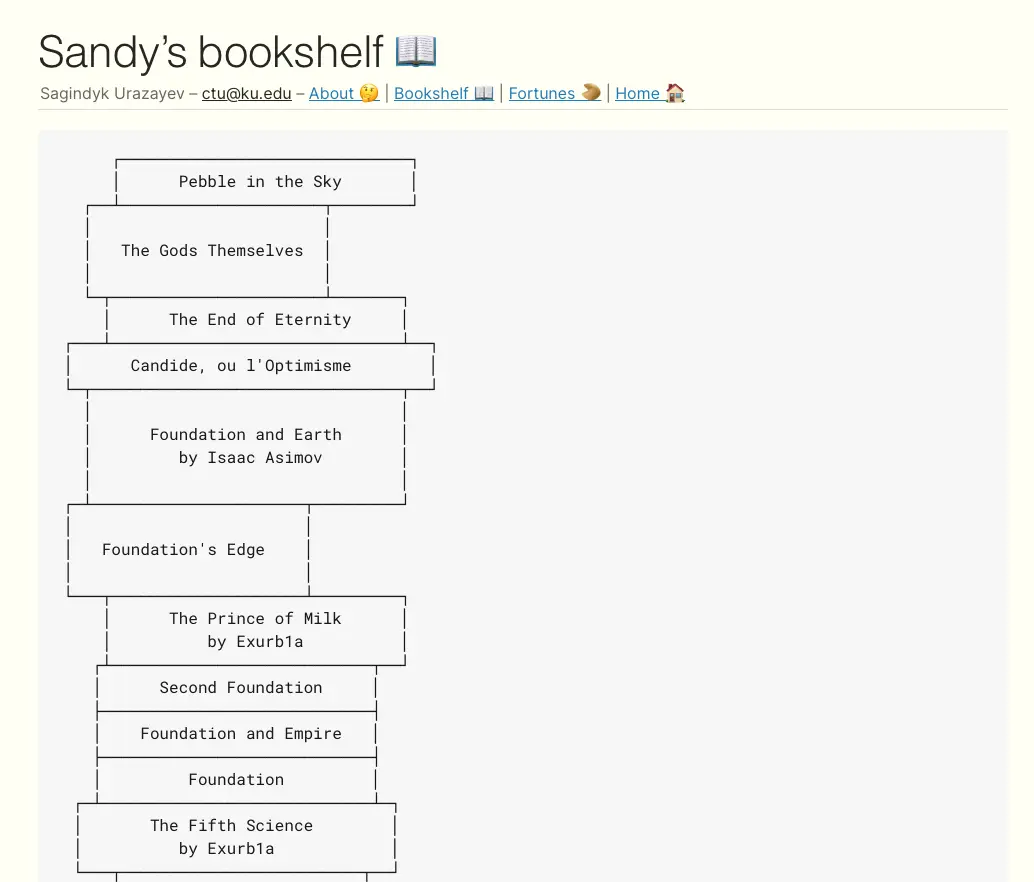 Sandy’s bookshelf 📖
Sagindyk Urazayev – ctu@ku.edu – About 🤔 | Bookshelf 📖 | Fortunes 🥠 | Home 🏠
Pebble in the Sky
The Gods Themselves
The End of Eternity
Candide, ou l'Optimisme
Foundation and Earth
by Isaac Asimov
Foundation's Edge
The Prince of Milk
by Exurb1a
Second Foundation
Foundation and Empire
Foundation
The Fifth Science
by Exurb1a